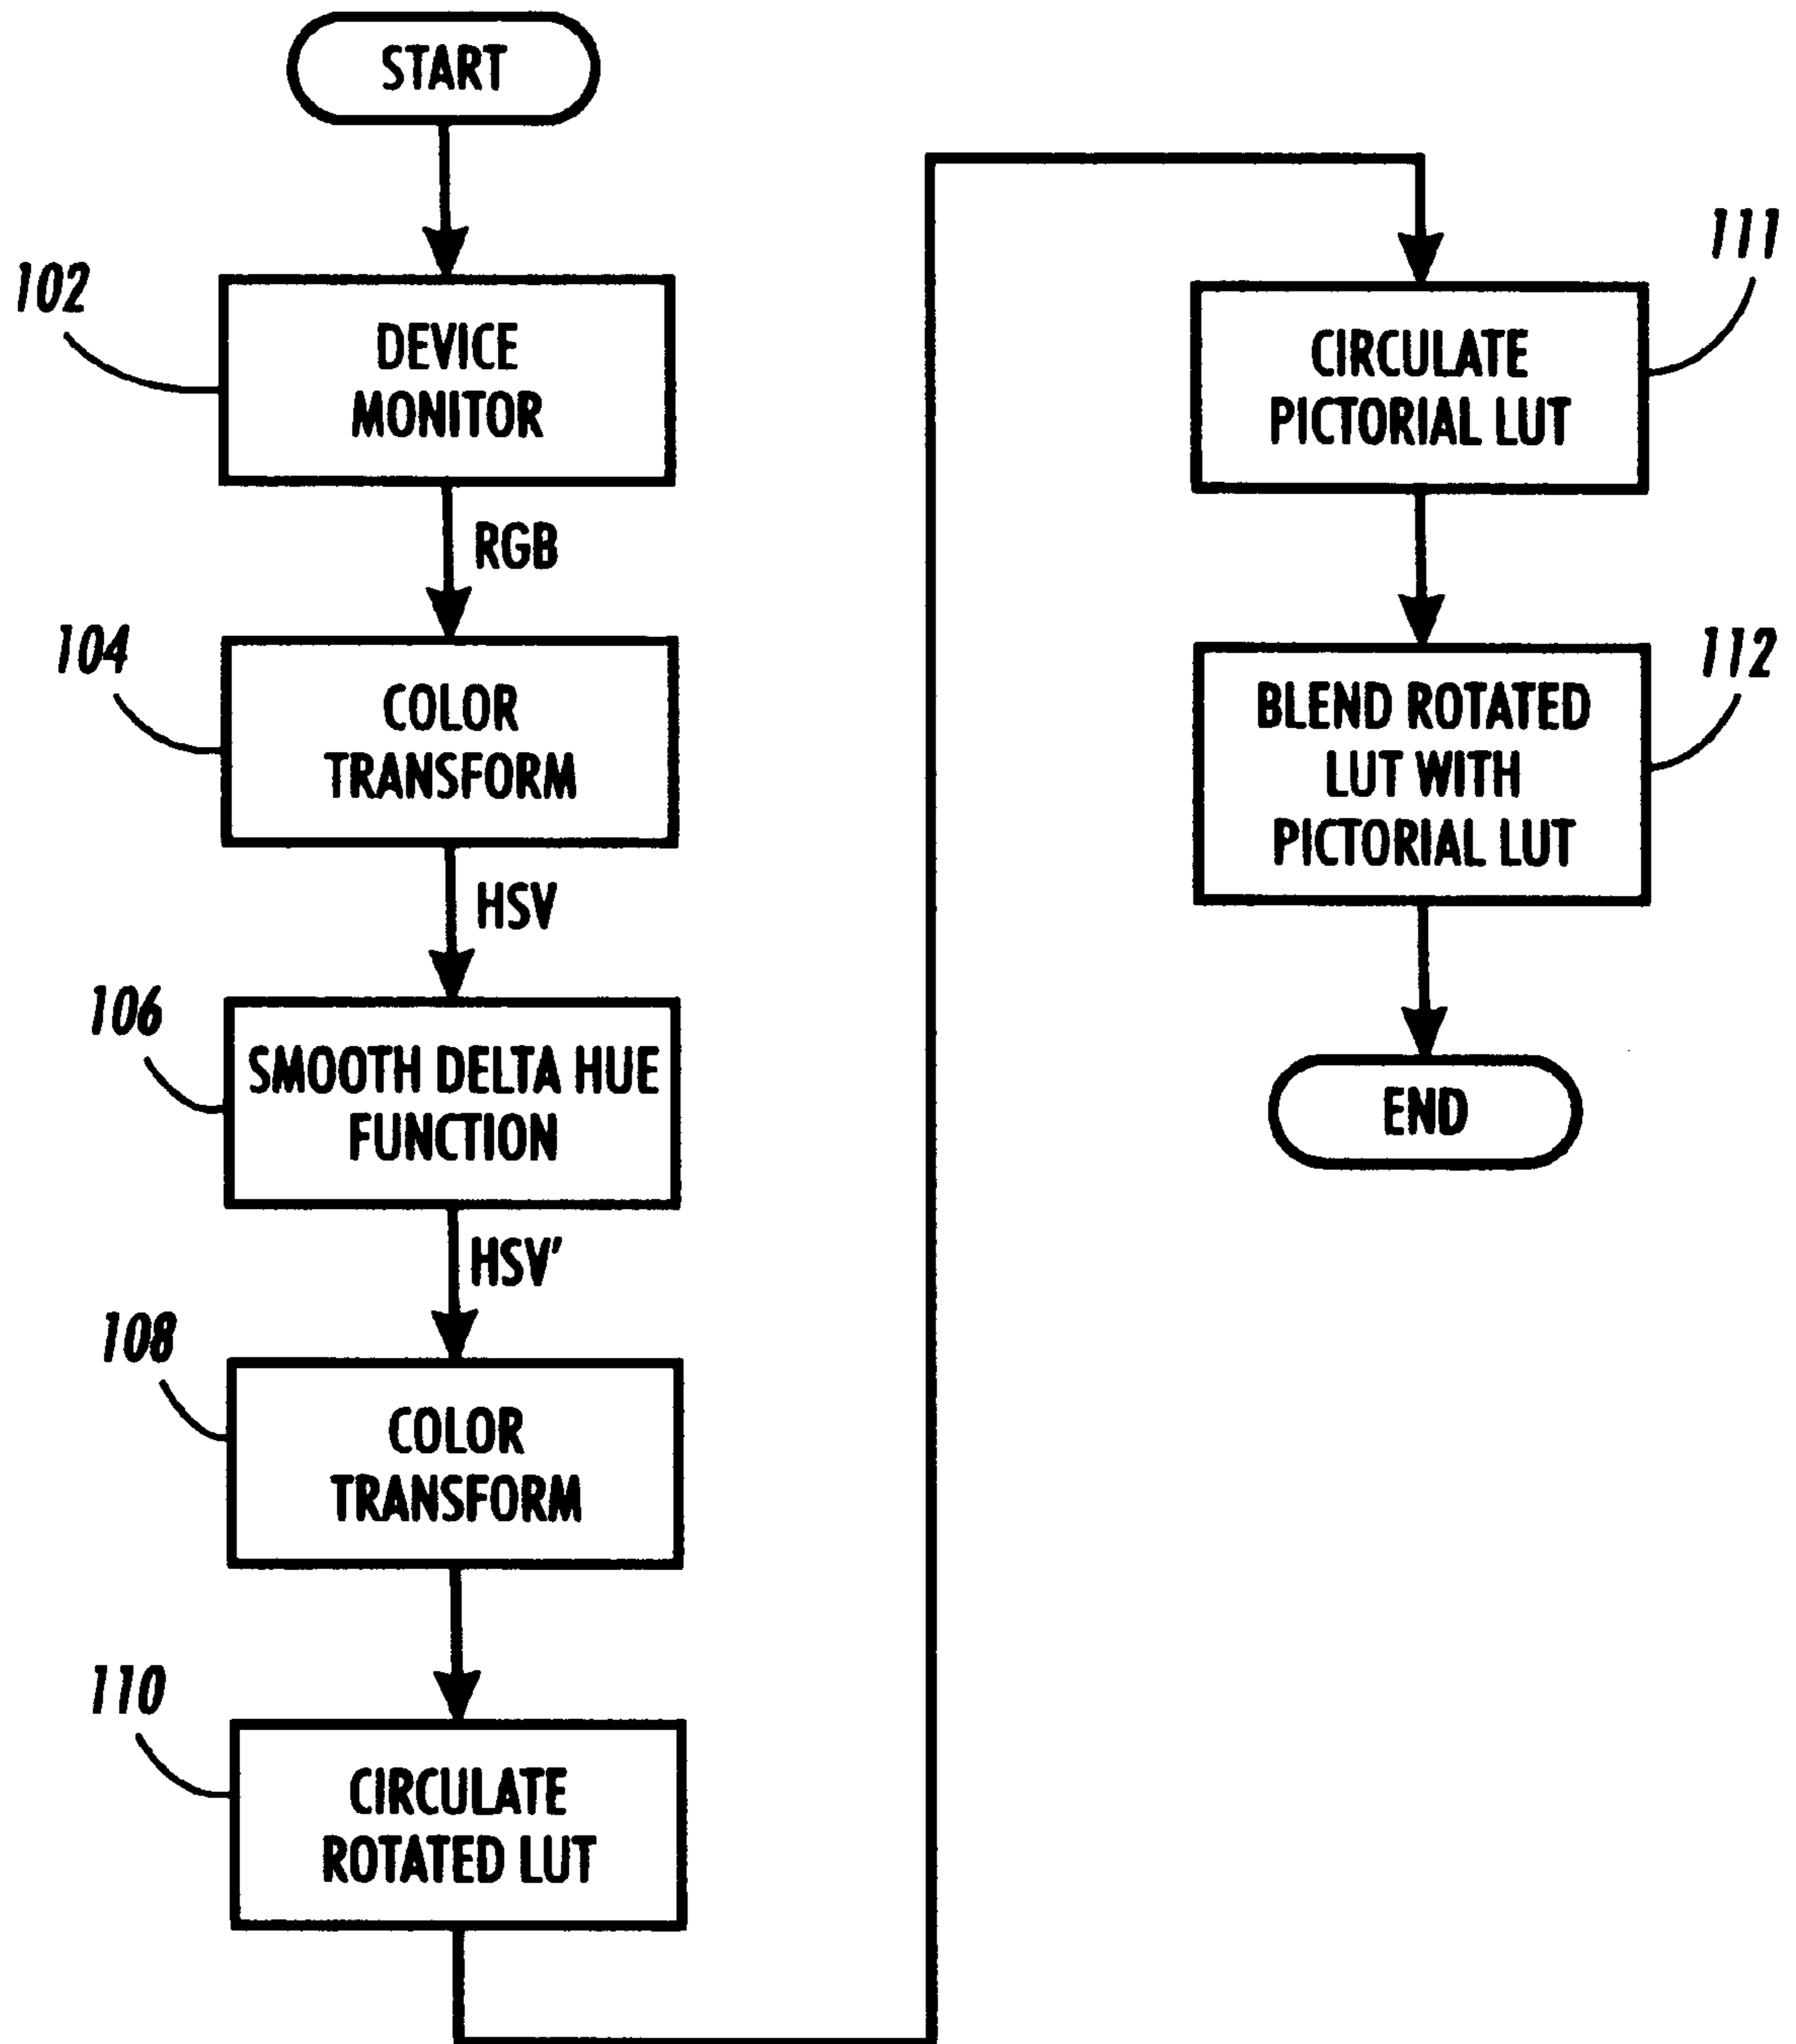 START
102
DEVICE
MONITOR
RGB
104
COLOR
TRANSFORM
HSV
106
SMOOTH DELTA HUE
FUNCTION
HSV'
108
COLOR
TRANSFORM
110
CIRCULATE
ROTATED LUT
111
CIRCULATE
PICTORIAL LUT
112
BLEND ROTATED
LUT WITH
PICTORIAL LUT
END